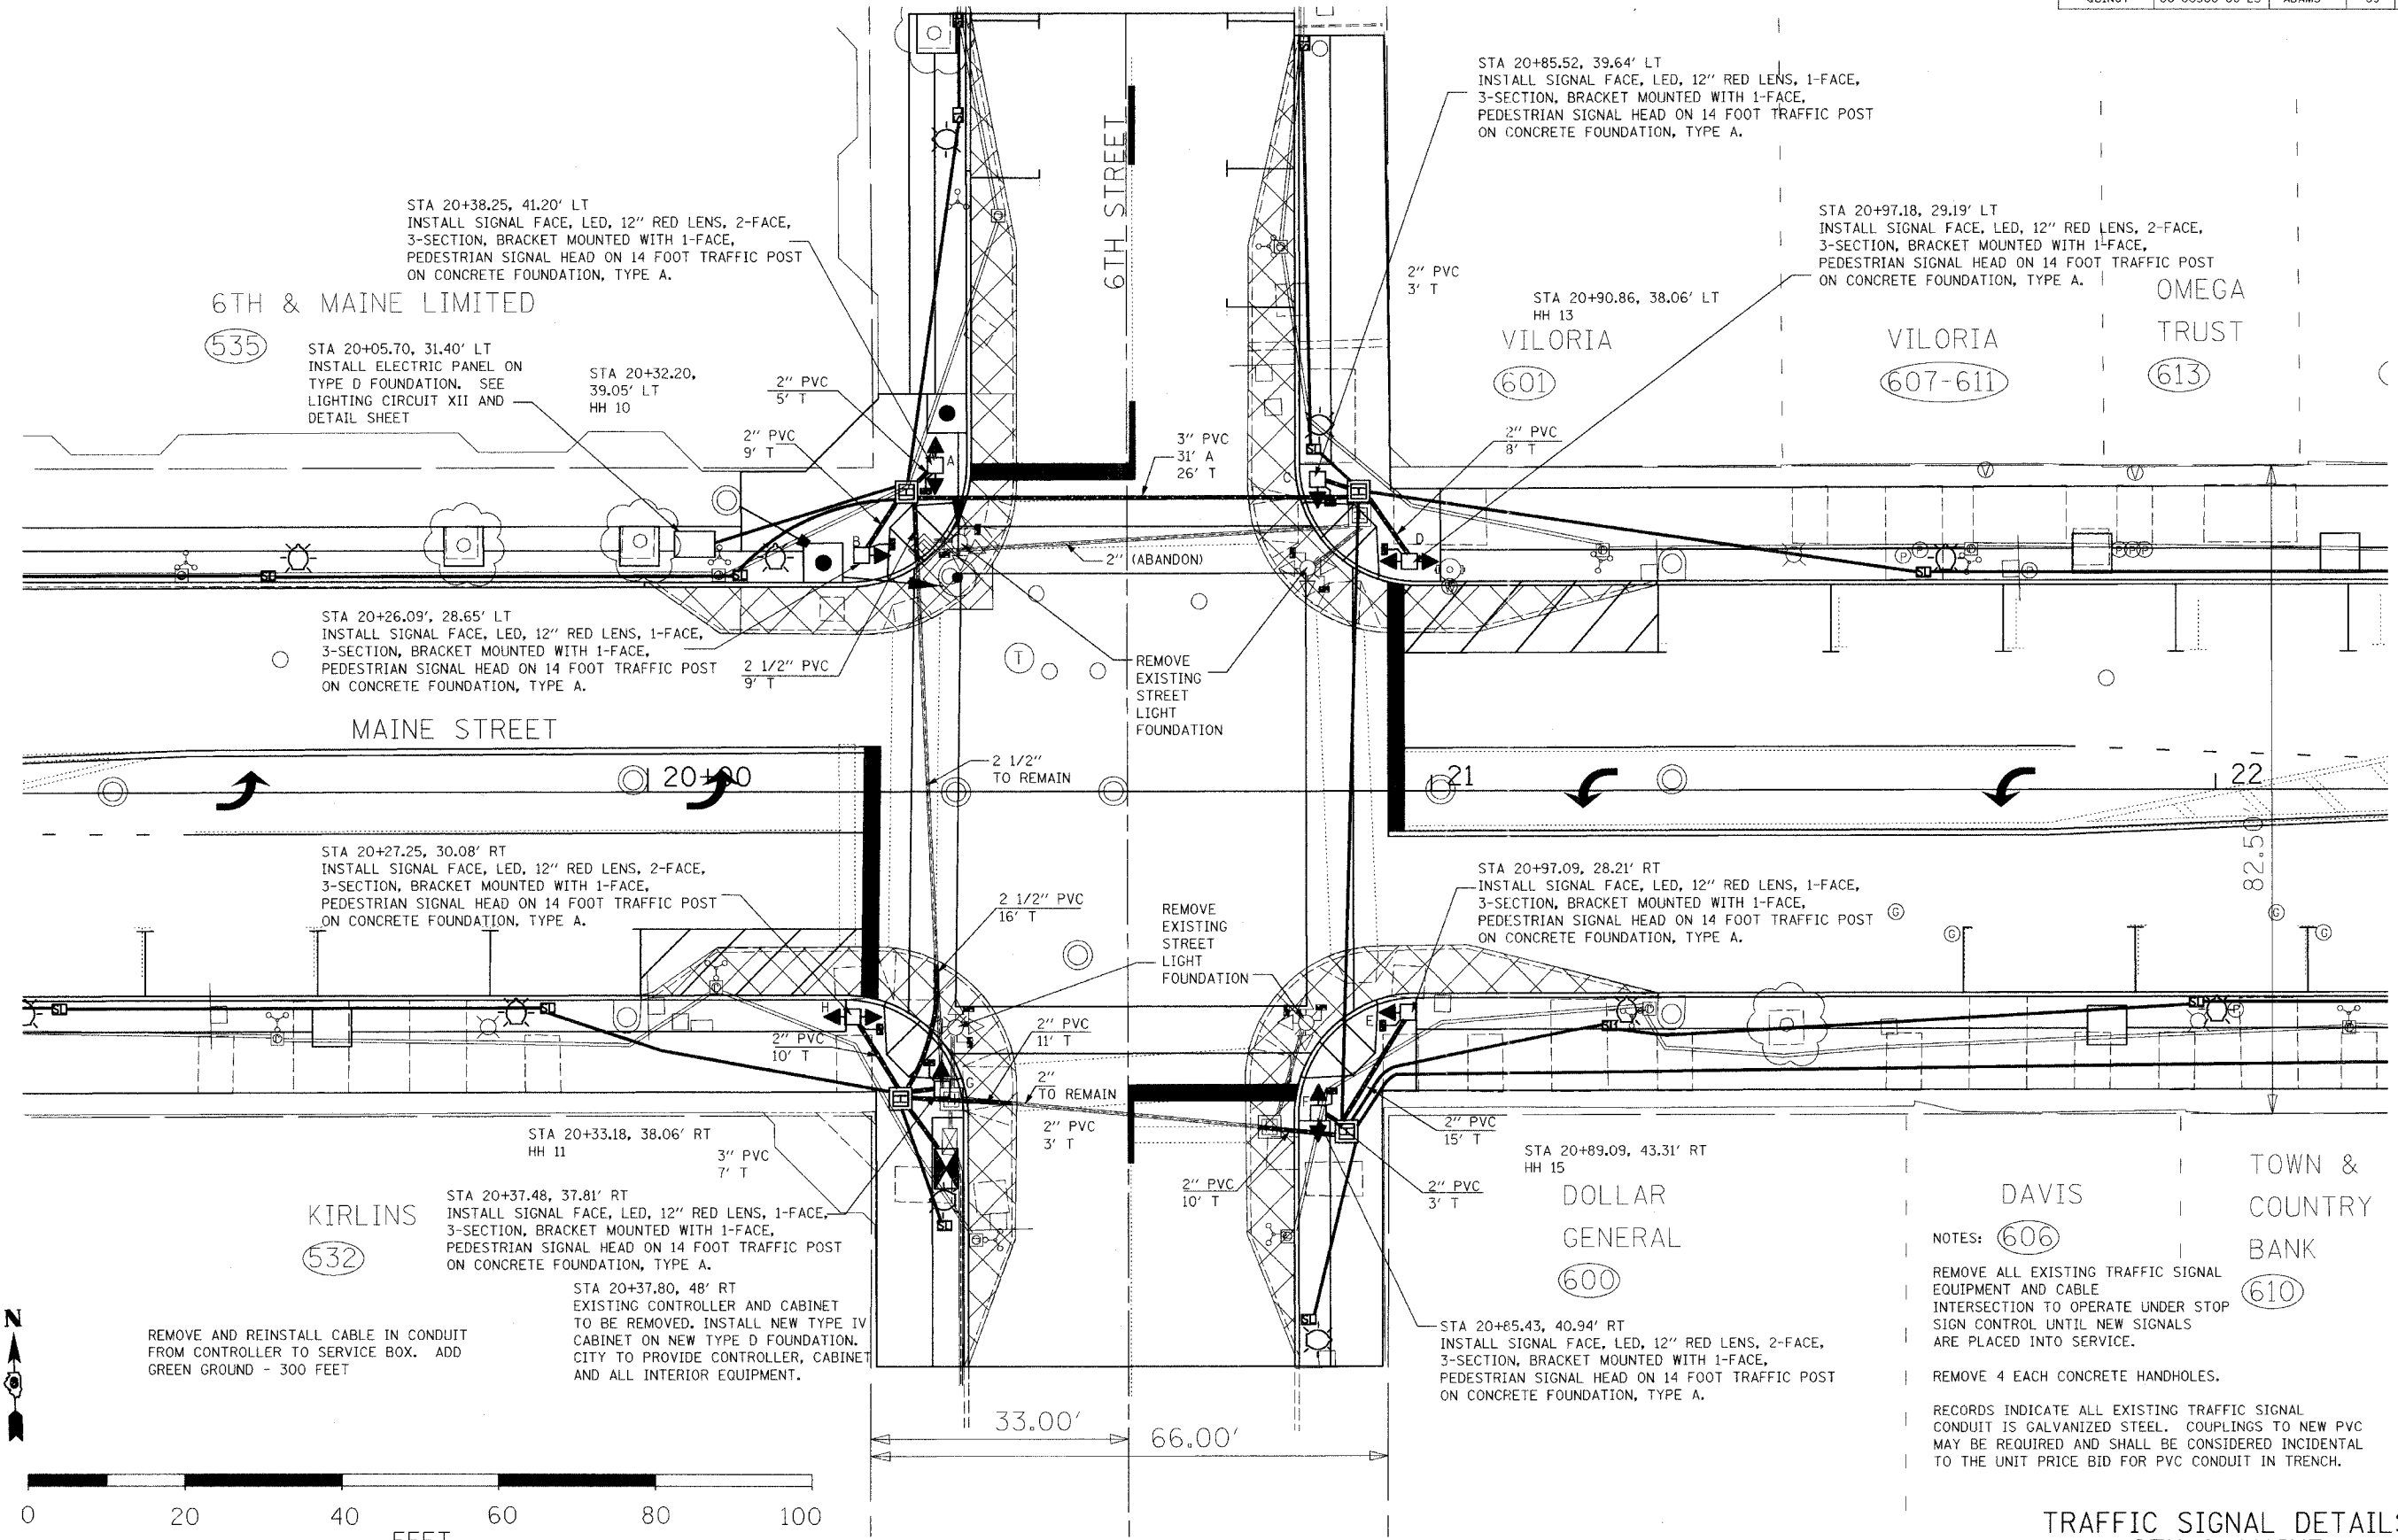 ADAMS
STA 20+85.52, 39.64' LT
INSTALL SIGNAL FACE, LED, 12" RED LENS, 1-FACE,
3-SECTION, BRACKET MOUNTED WITH 1-FACE,
PEDESTRIAN SIGNAL HEAD ON 14 FOOT TRAFFIC POST
ON CONCRETE FOUNDATION, TYPE A.
6TH STREET
STA 20+38.25, 41.20' LT
INSTALL SIGNAL FACE, LED, 12" RED LENS, 2-FACE,
3-SECTION, BRACKET MOUNTED WITH 1-FACE,
PEDESTRIAN SIGNAL HEAD ON 14 FOOT TRAFFIC POST
ON CONCRETE FOUNDATION, TYPE A.
STA 20+97.18, 29.19' LT
INSTALL SIGNAL FACE, LED, 12" RED LENS, 2-FACE,
3-SECTION, BRACKET MOUNTED WITH 1-FACE,
PEDESTRIAN SIGNAL HEAD ON 14 FOOT TRAFFIC POST
ON CONCRETE FOUNDATION, TYPE A.
6TH & MAINE LIMITED
535
2" PVC
3' T
STA 20+90.86, 38.06' LT
HH 13
VILORIA
601
VILORIA
607-611
OMEGA
TRUST
613
STA 20+05.70, 31.40' LT
INSTALL ELECTRIC PANEL ON
TYPE D FOUNDATION. SEE
LIGHTING CIRCUIT XII AND
DETAIL SHEET
STA 20+32.20,
39.05' LT
HH 10
2" PVC
5' T
2" PVC
9' T
3" PVC
31' A
26' T
2" PVC
8' T
A
B
C
D
V
V
P
P
P
P
P
P
2" (ABANDON)
STA 20+26.09', 28.65' LT
INSTALL SIGNAL FACE, LED, 12" RED LENS, 1-FACE,
3-SECTION, BRACKET MOUNTED WITH 1-FACE,
PEDESTRIAN SIGNAL HEAD ON 14 FOOT TRAFFIC POST
ON CONCRETE FOUNDATION, TYPE A.
2 1/2" PVC
9' T
T
REMOVE
EXISTING
STREET
LIGHT
FOUNDATION
MAINE STREET
2 1/2"
TO REMAIN
20+00
21
22
82.50'
STA 20+27.25, 30.08' RT
INSTALL SIGNAL FACE, LED, 12" RED LENS, 2-FACE,
3-SECTION, BRACKET MOUNTED WITH 1-FACE,
PEDESTRIAN SIGNAL HEAD ON 14 FOOT TRAFFIC POST
ON CONCRETE FOUNDATION, TYPE A.
2 1/2" PVC
16' T
REMOVE
EXISTING
STREET
LIGHT
FOUNDATION
STA 20+97.09, 28.21' RT
INSTALL SIGNAL FACE, LED, 12" RED LENS, 1-FACE,
3-SECTION, BRACKET MOUNTED WITH 1-FACE,
PEDESTRIAN SIGNAL HEAD ON 14 FOOT TRAFFIC POST
ON CONCRETE FOUNDATION, TYPE A.
G
G
G
G
H
E
G
F
2" PVC
10' T
2" PVC
11' T
2"
TO REMAIN
2" PVC
3' T
STA 20+33.18, 38.06' RT
HH 11
3" PVC
7' T
2" PVC
15' T
STA 20+89.09, 43.31' RT
HH 15
2" PVC
10' T
2" PVC
3' T
KIRLINS
532
STA 20+37.48, 37.81' RT
INSTALL SIGNAL FACE, LED, 12" RED LENS, 1-FACE,
3-SECTION, BRACKET MOUNTED WITH 1-FACE,
PEDESTRIAN SIGNAL HEAD ON 14 FOOT TRAFFIC POST
ON CONCRETE FOUNDATION, TYPE A.
DOLLAR
GENERAL
600
DAVIS
606
TOWN &
COUNTRY
BANK
610
STA 20+37.80, 48' RT
EXISTING CONTROLLER AND CABINET
TO BE REMOVED. INSTALL NEW TYPE IV
CABINET ON NEW TYPE D FOUNDATION.
CITY TO PROVIDE CONTROLLER, CABINET
AND ALL INTERIOR EQUIPMENT.
N
REMOVE AND REINSTALL CABLE IN CONDUIT
FROM CONTROLLER TO SERVICE BOX. ADD
GREEN GROUND - 300 FEET
STA 20+85.43, 40.94' RT
INSTALL SIGNAL FACE, LED, 12" RED LENS, 2-FACE,
3-SECTION, BRACKET MOUNTED WITH 1-FACE,
PEDESTRIAN SIGNAL HEAD ON 14 FOOT TRAFFIC POST
ON CONCRETE FOUNDATION, TYPE A.
NOTES:
REMOVE ALL EXISTING TRAFFIC SIGNAL
EQUIPMENT AND CABLE
INTERSECTION TO OPERATE UNDER STOP
SIGN CONTROL UNTIL NEW SIGNALS
ARE PLACED INTO SERVICE.
REMOVE 4 EACH CONCRETE HANDHOLES.
RECORDS INDICATE ALL EXISTING TRAFFIC SIGNAL
CONDUIT IS GALVANIZED STEEL. COUPLINGS TO NEW PVC
MAY BE REQUIRED AND SHALL BE CONSIDERED INCIDENTAL
TO THE UNIT PRICE BID FOR PVC CONDUIT IN TRENCH.
33.00'
66.00'
0 20 40 60 80 100
FEET
TRAFFIC SIGNAL DETAIL